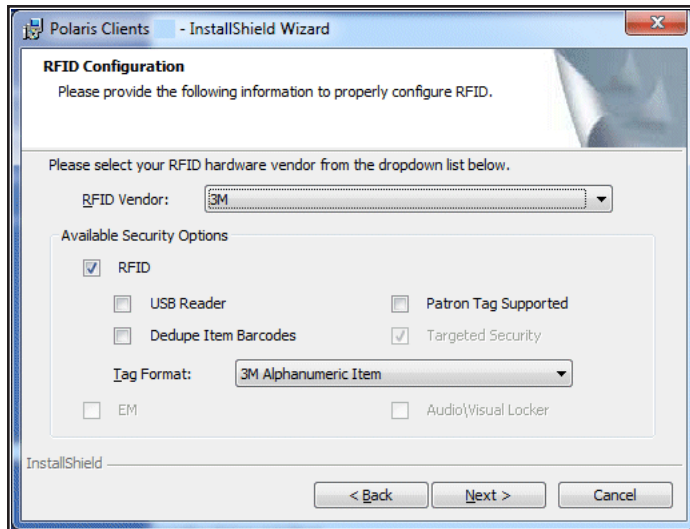 Polaris Clients - InstallShield Wizard
RFID Configuration
Please provide the following information to properly configure RFID.
Please select your RFID hardware vendor from the dropdown list below.
RFID Vendor: 3M
Available Security Options
RFID
USB Reader Patron Tag Supported
Dedupe Item Barcodes Targeted Security
Tag Format: 3M Alphanumeric Item
EM Audio\Visual Locker
InstallShield
< Back Next > Cancel